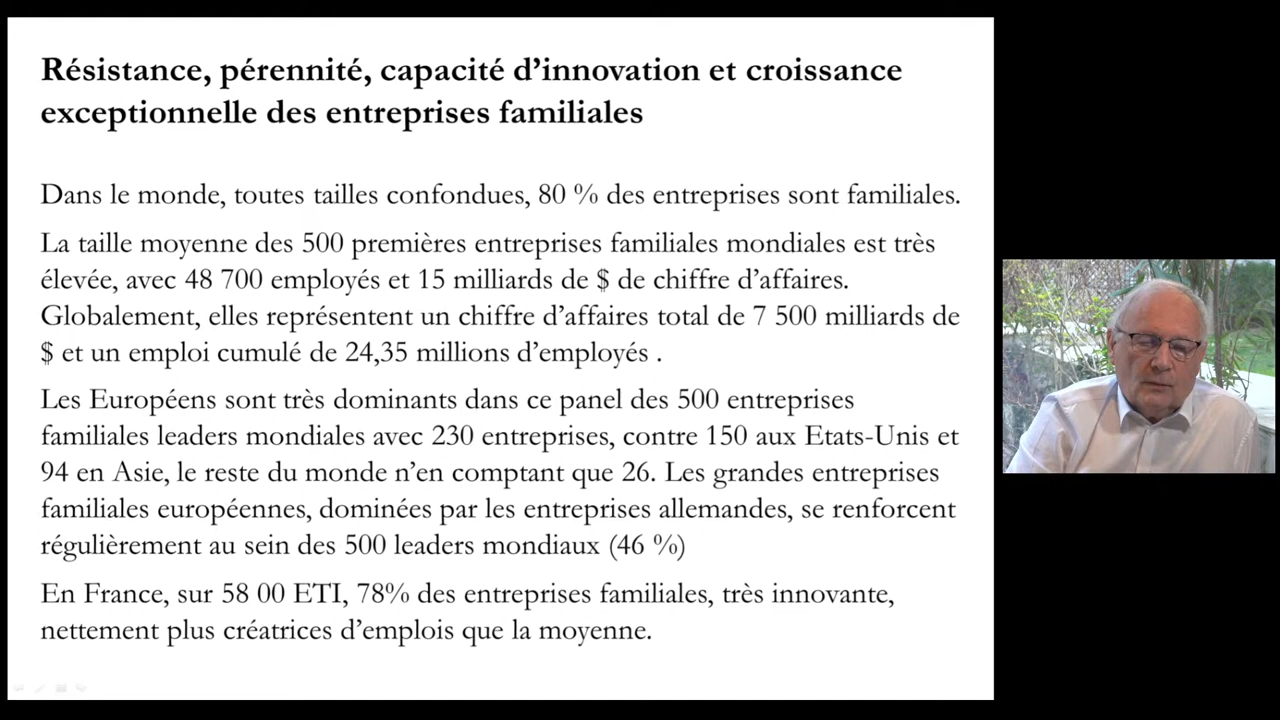 Résistance, pérennité, capacité d’innovation et croissance
exceptionnelle des entreprises familiales
Dans le monde, toutes tailles confondues, 80 % des entreprises sont familiales.
La taille moyenne des 500 premières entreprises familiales mondiales est très
élevée, avec 48 700 employés et 15 milliards de $ de chiffre d’affaires.
Globalement, elles représentent un chiffre d’affaires total de 7 500 milliards de
$ et un emploi cumulé de 24,35 millions d’employés .
Les Européens sont très dominants dans ce panel des 500 entreprises
familiales leaders mondiales avec 230 entreprises, contre 150 aux Etats-Unis et
94 en Asie, le reste du monde n’en comptant que 26. Les grandes entreprises
familiales européennes, dominées par les entreprises allemandes, se renforcent
régulièrement au sein des 500 leaders mondiaux (46 %)
En France, sur 58 00 ETI, 78% des entreprises familiales, très innovante,
nettement plus créatrices d’emplois que la moyenne.